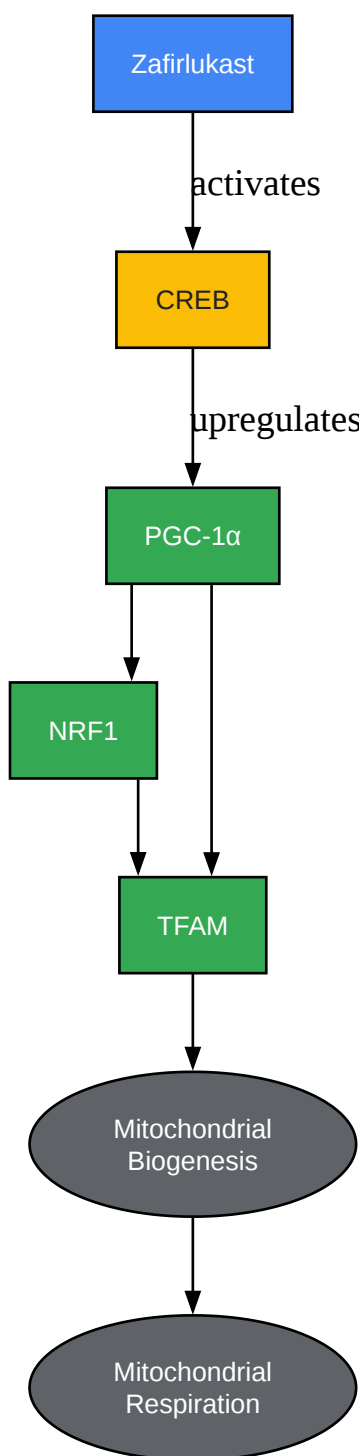 Zafirlukast
activates
CREB
upregulates
PGC-1α
NRF1
TFAM
Mitochondrial
Biogenesis
Mitochondrial
Respiration